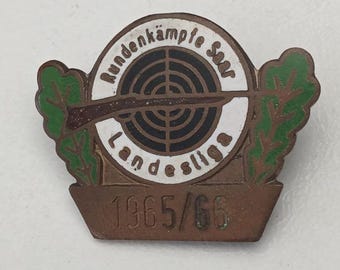 Rundenkämpfe Saar
Landesliga
1965/66